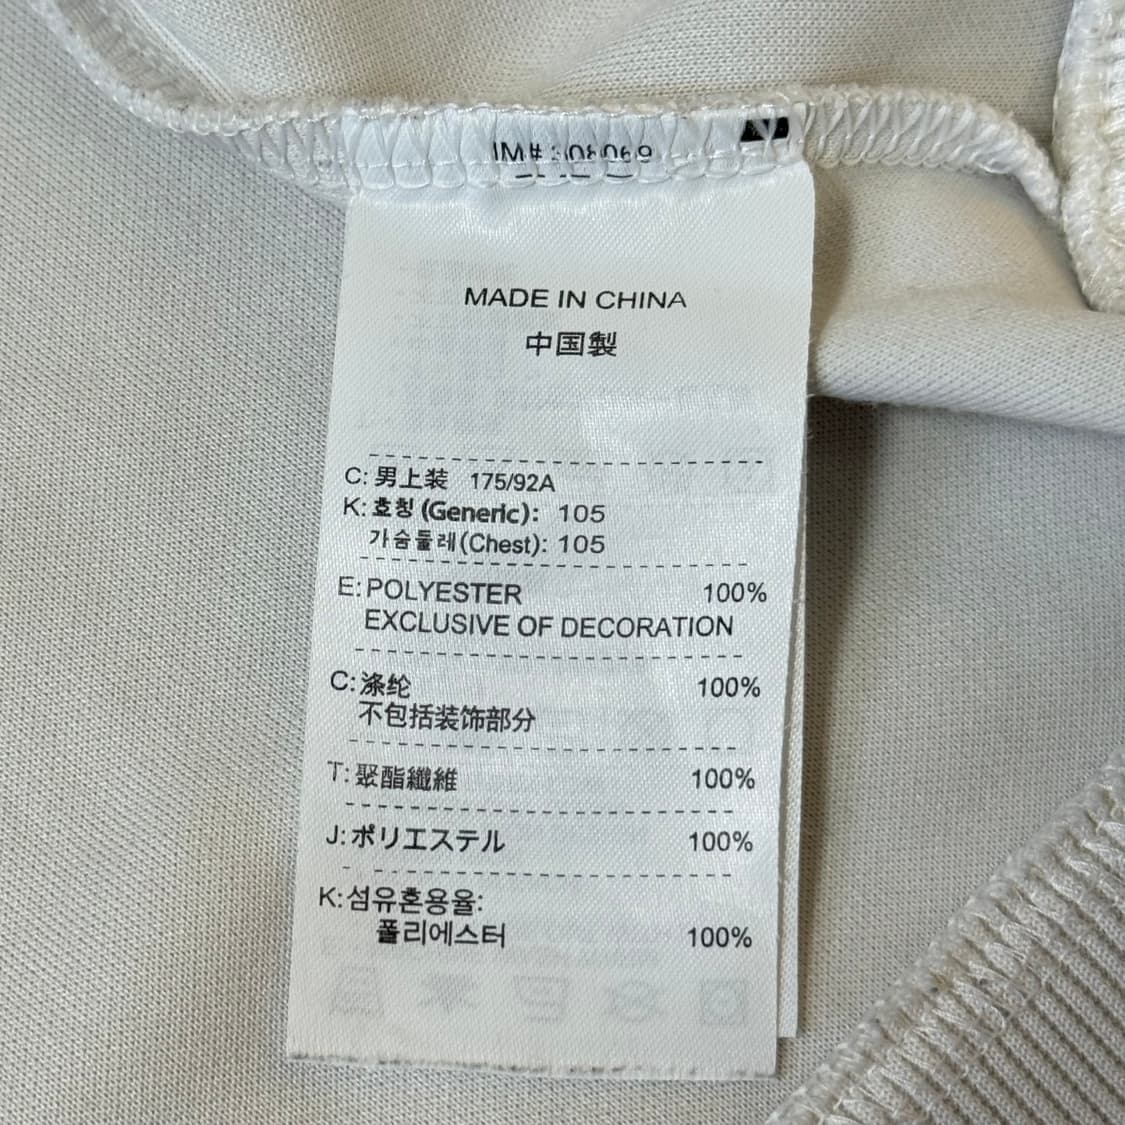 MADE IN CHINA
中国製
C: 男上装 175/92A
K: 호칭 (Generic): 105
가슴둘레(Chest): 105
E: POLYESTER 100%
EXCLUSIVE OF DECORATION
C: 涤纶 100%
不包括装饰部分
T: 聚酯纖維 100%
J: ポリエステル 100%
K: 섬유혼용율:
폴리에스터 100%